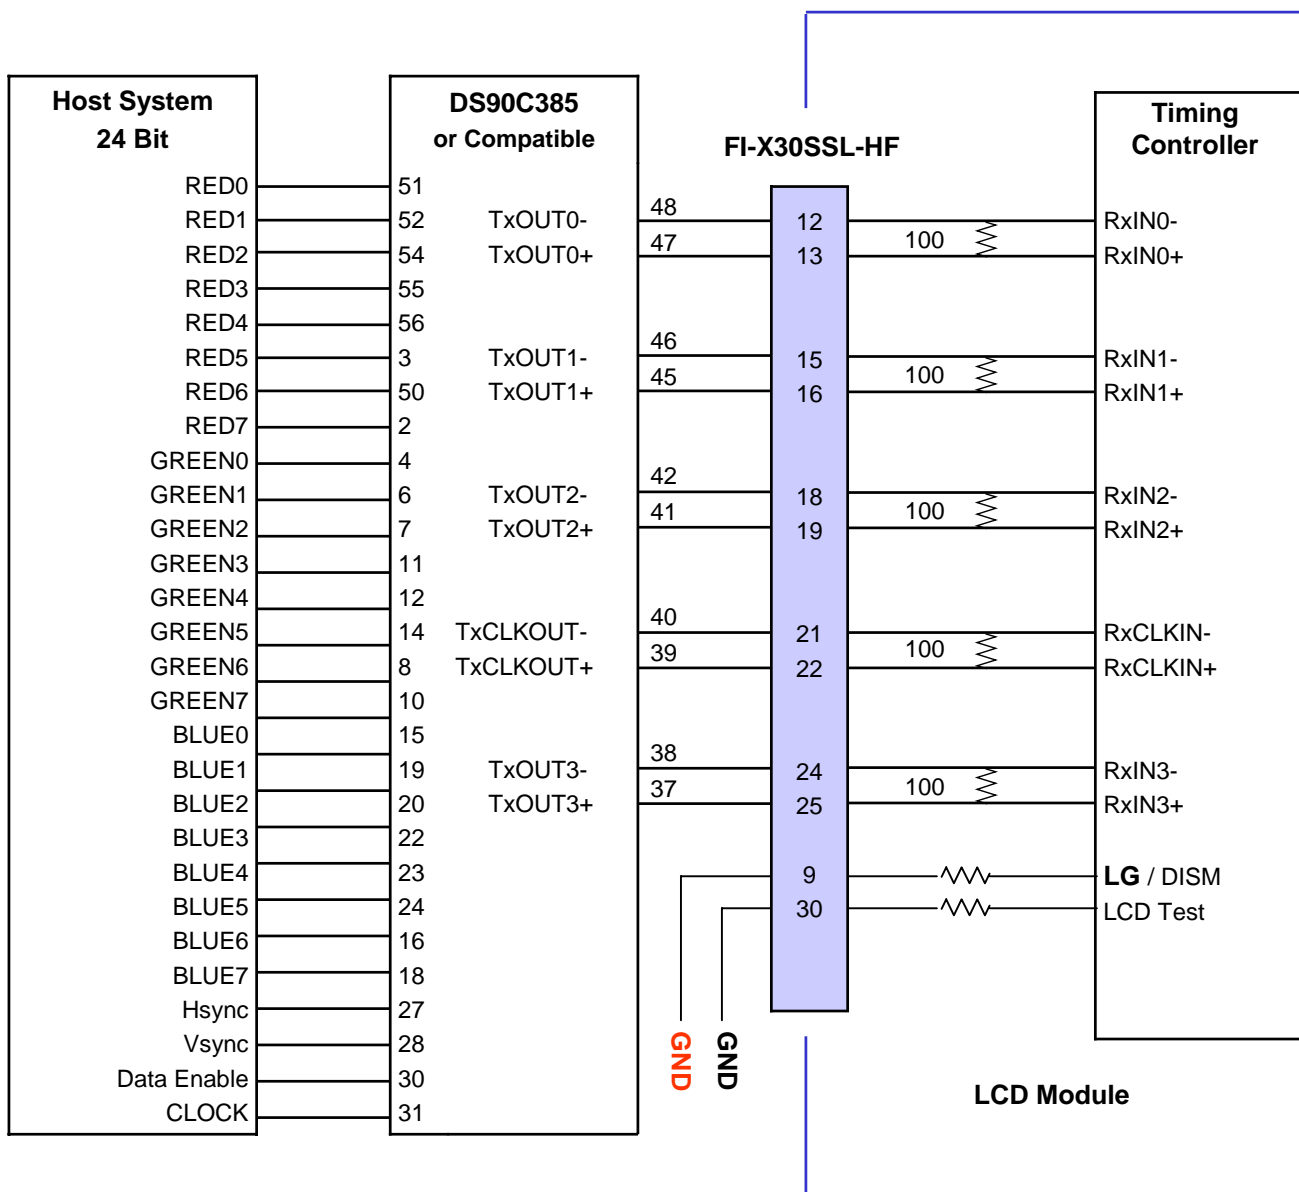 Host System
24 Bit
RED0
RED1
RED2
RED3
RED4
RED5
RED6
RED7
GREEN0
GREEN1
GREEN2
GREEN3
GREEN4
GREEN5
GREEN6
GREEN7
BLUE0
BLUE1
BLUE2
BLUE3
BLUE4
BLUE5
BLUE6
BLUE7
Hsync
Vsync
Data Enable
CLOCK
DS90C385
or Compatible
51
52
54
55
56
3
50
2
4
6
7
11
12
14
8
10
15
19
20
22
23
24
16
18
27
28
30
31
TxOUT0-
TxOUT0+
TxOUT1-
TxOUT1+
TxOUT2-
TxOUT2+
TxCLKOUT-
TxCLKOUT+
TxOUT3-
TxOUT3+
48
47
46
45
42
41
40
39
38
37
GND
GND
FI-X30SSL-HF
12
13
15
16
18
19
21
22
24
25
9
30
100
100
100
100
100
Timing
Controller
RxIN0-
RxIN0+
RxIN1-
RxIN1+
RxIN2-
RxIN2+
RxCLKIN-
RxCLKIN+
RxIN3-
RxIN3+
LG / DISM
LCD Test
LCD Module